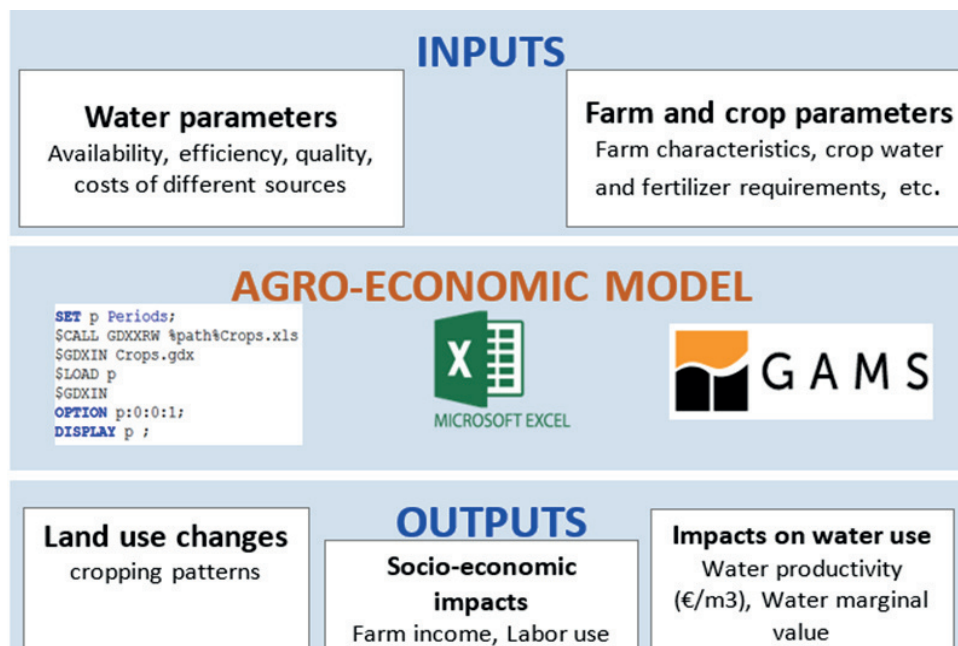 INPUTS
Water parameters
Availability, efficiency, quality,
costs of different sources
Farm and crop parameters
Farm characteristics, crop water
and fertilizer requirements, etc.
AGRO-ECONOMIC MODEL
SET p Periods;
$CALL GDXXRW %path%Crops.xls
$GDXIN Crops.gdx
$LOAD p
$GDXIN
OPTION p:0:0:1;
DISPLAY p ;
X
MICROSOFT EXCEL
GAMS
OUTPUTS
Land use changes
cropping patterns
Socio-economic
impacts
Farm income, Labor use
Impacts on water use
Water productivity
(€/m3), Water marginal
value